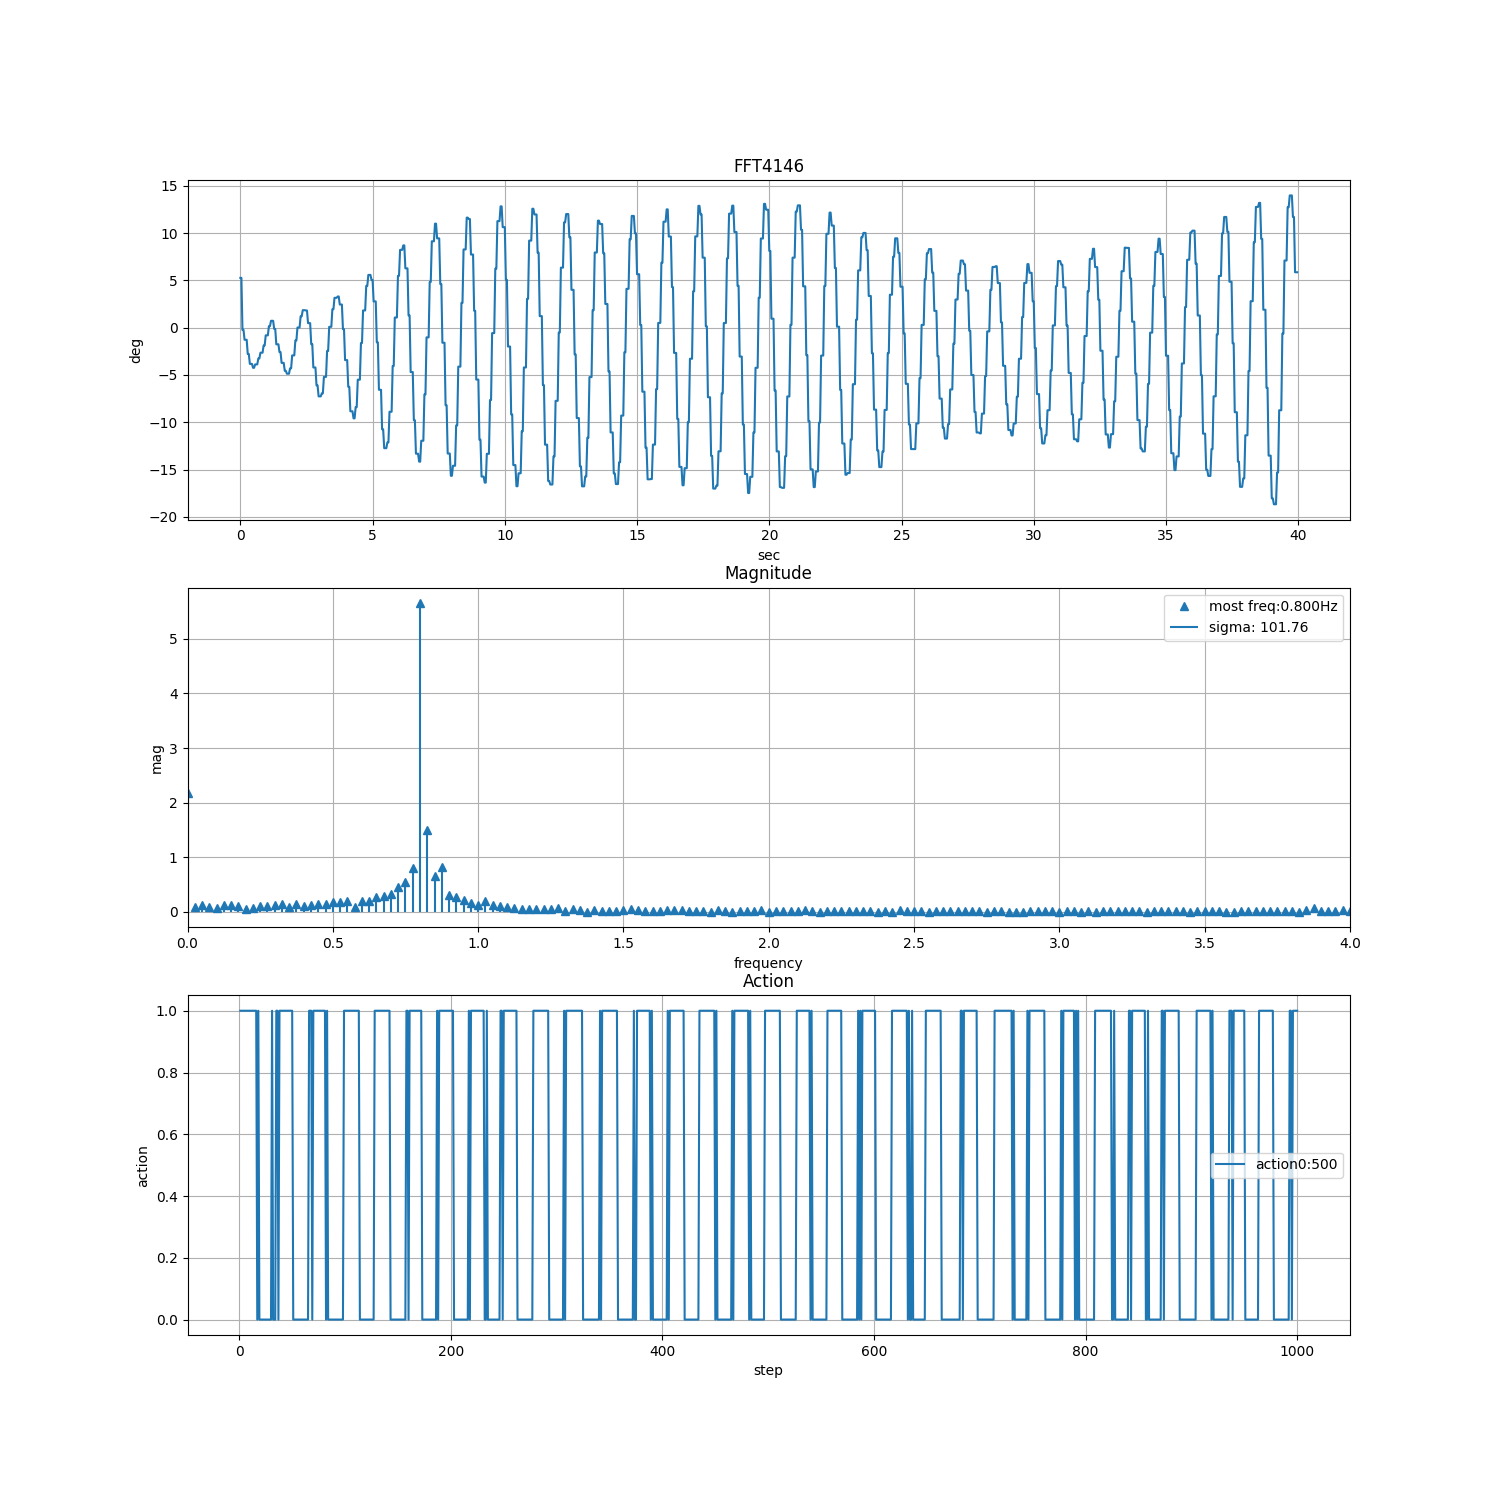 FFT4146
15
10
5
0
−5
−10
−15
−20
deg
0 5 10 15 20 25 30 35 40
sec
Magnitude
most freq:0.800Hz
sigma: 101.76
5
4
3
2
1
0
mag
0.0 0.5 1.0 1.5 2.0 2.5 3.0 3.5 4.0
frequency
Action
1.0
0.8
0.6
0.4
0.2
0.0
action
action0:500
0 200 400 600 800 1000
step